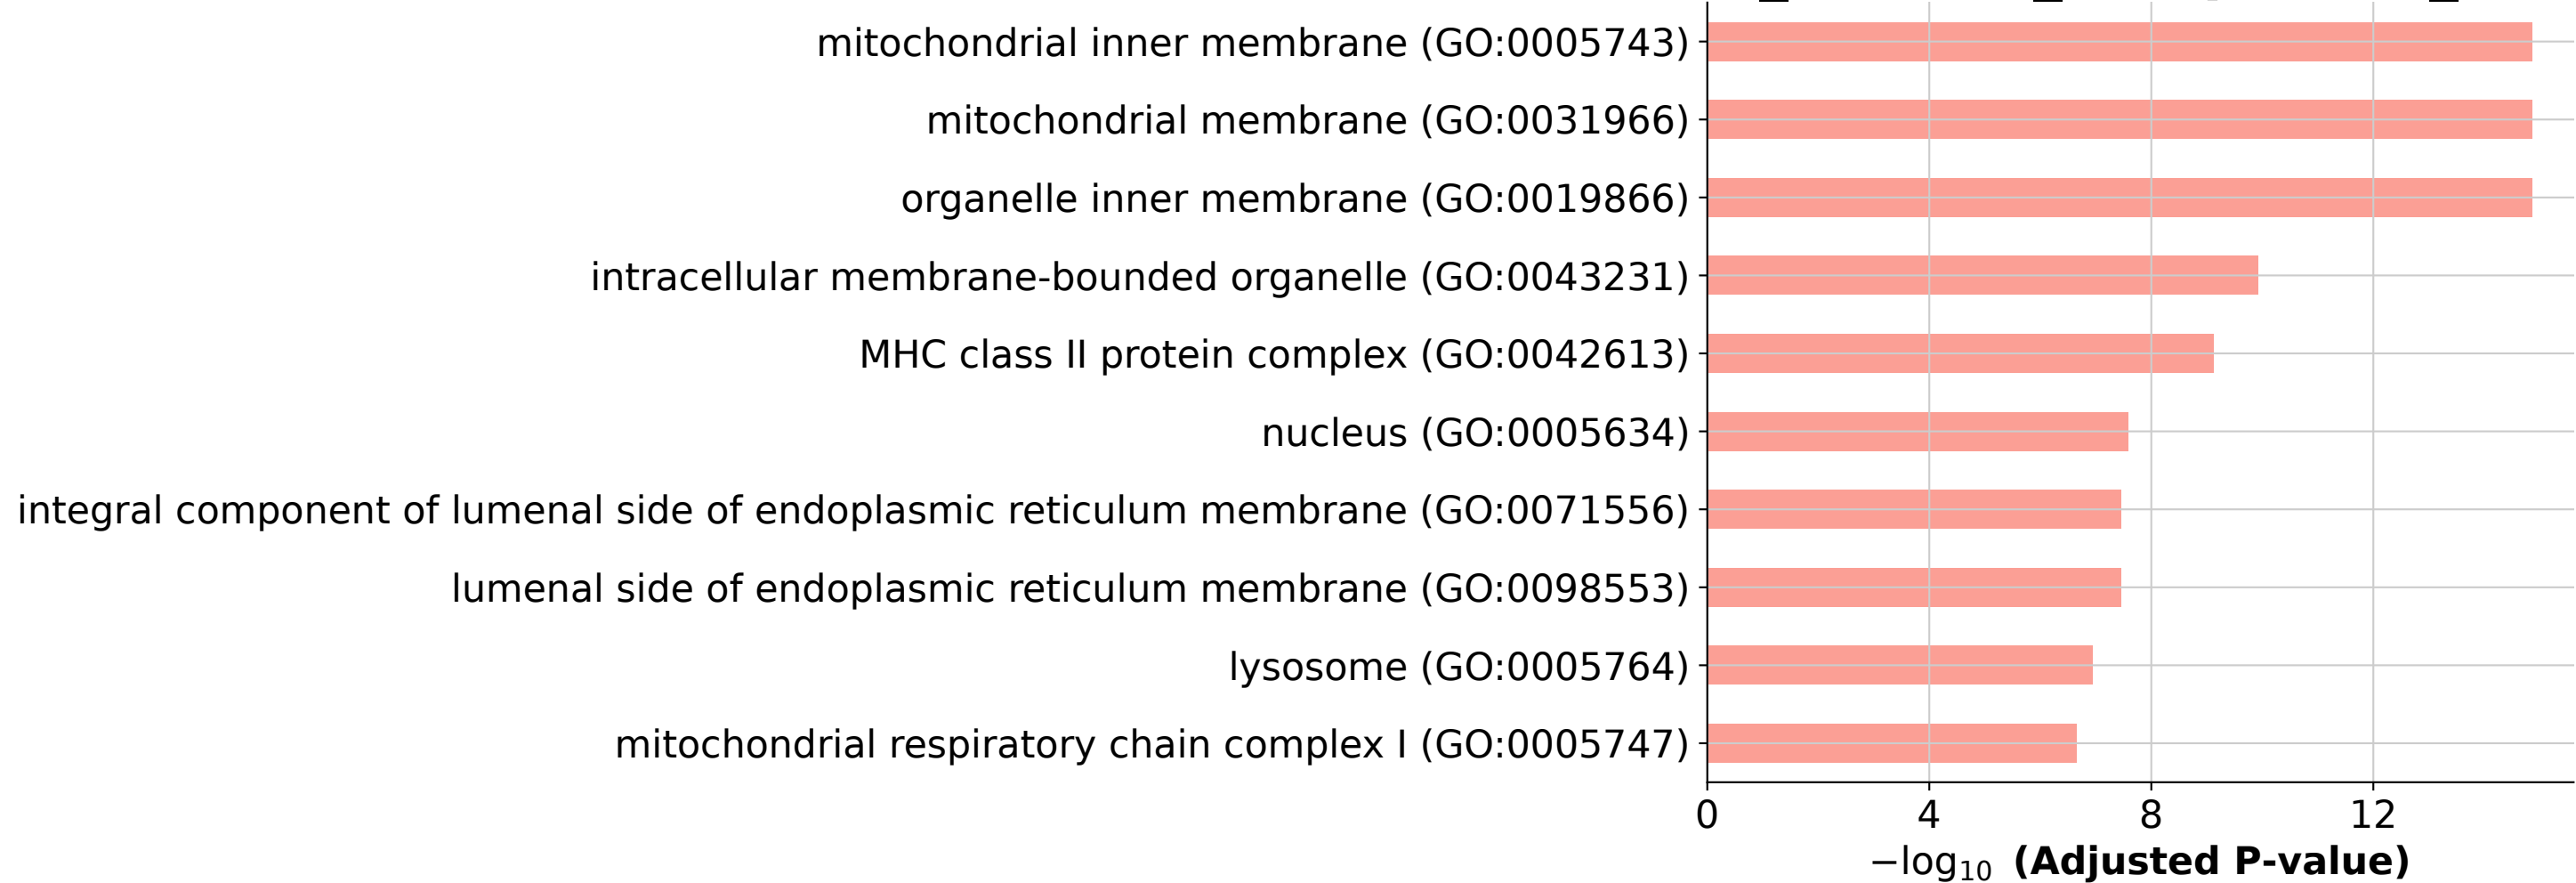 mitochondrial inner membrane (GO:0005743)
mitochondrial membrane (GO:0031966)
organelle inner membrane (GO:0019866)
intracellular membrane-bounded organelle (GO:0043231)
MHC class II protein complex (GO:0042613)
nucleus (GO:0005634)
integral component of lumenal side of endoplasmic reticulum membrane (GO:0071556)
lumenal side of endoplasmic reticulum membrane (GO:0098553)
lysosome (GO:0005764)
mitochondrial respiratory chain complex I (GO:0005747)
0 4 8 12
−log₁₀ (Adjusted P-value)